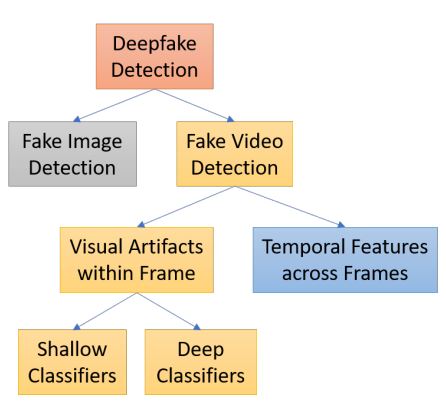 Deepfake
Detection
Fake Image
Detection
Fake Video
Detection
Visual Artifacts
within Frame
Temporal Features
across Frames
Shallow
Classifiers
Deep
Classifiers